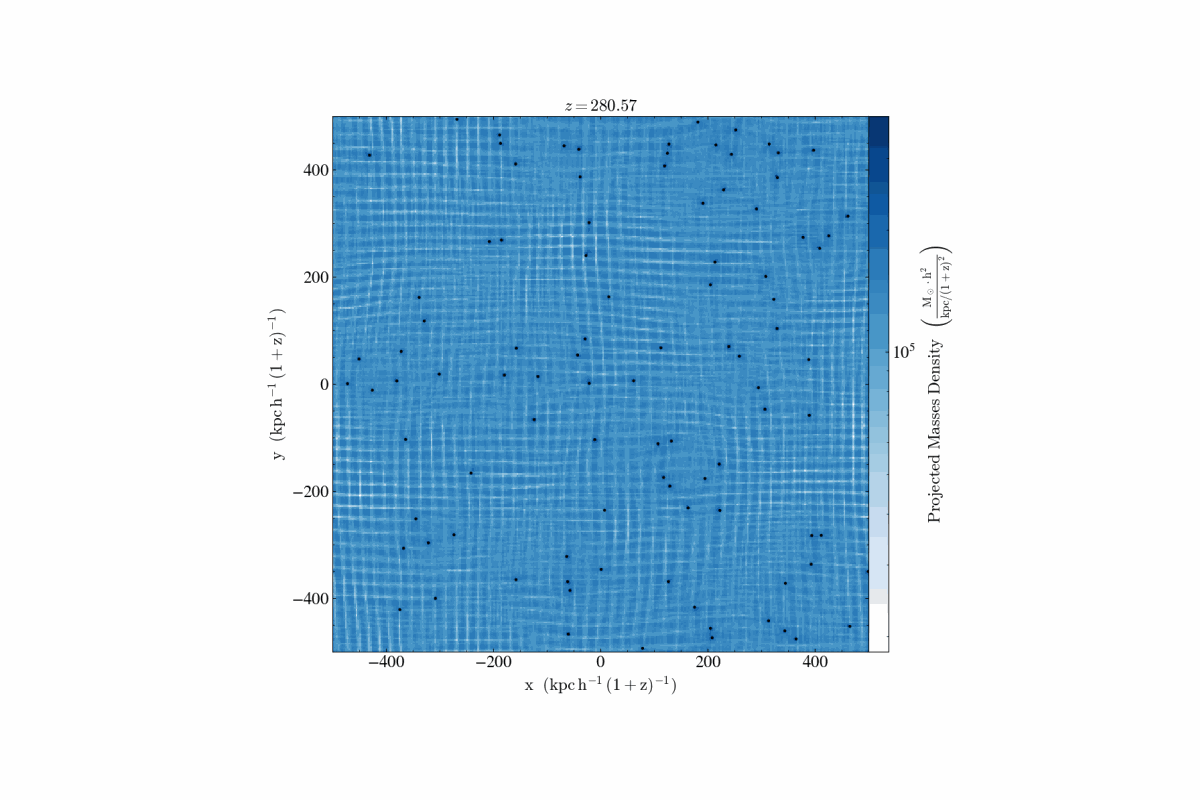 z = 280.57
400
200
0
−200
−400
y (kpc h⁻¹ (1 + z)⁻¹)
−400 −200 0 200 400
x (kpc h⁻¹ (1 + z)⁻¹)
10⁵
Projected Masses Density (M⊙ · h² / kpc/(1 + z)²)